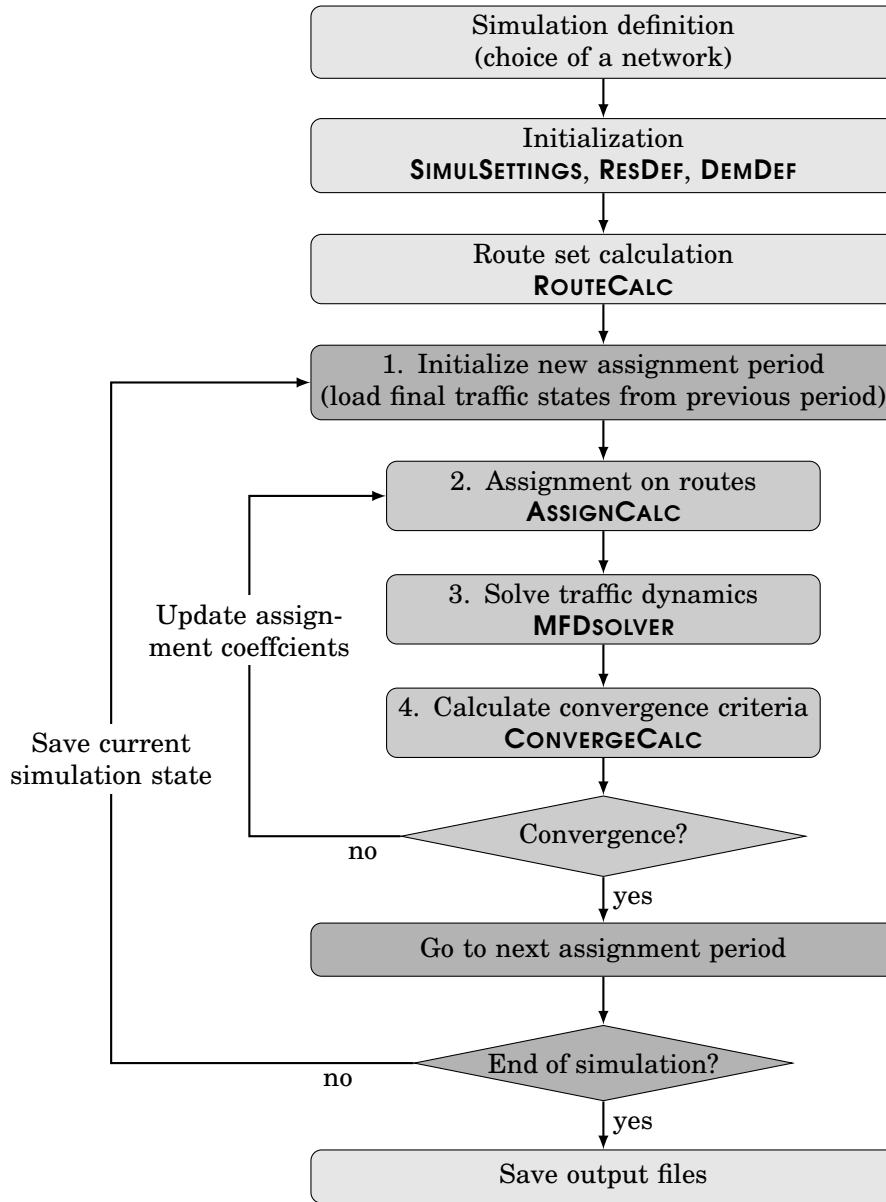 Simulation definition
(choice of a network)
Initialization
SIMULSETTINGS, RESDEF, DEMDEF
Route set calculation
ROUTECALC
1. Initialize new assignment period
(load final traffic states from previous period)
2. Assignment on routes
ASSIGNCALC
3. Solve traffic dynamics
MFDSOLVER
Update assign-
ment coeffcients
4. Calculate convergence criteria
CONVERGECALC
Save current
simulation state
Convergence?
no
yes
Go to next assignment period
End of simulation?
no
yes
Save output files